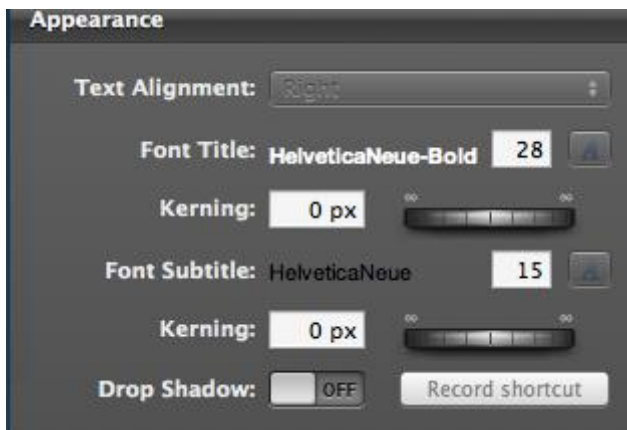 Appearance
Text Alignment: Right
Font Title: HelveticaNeue-Bold 28 A
Kerning: 0 px ∞ ∞
Font Subtitle: HelveticaNeue 15 A
Kerning: 0 px ∞ ∞
Drop Shadow: OFF Record shortcut